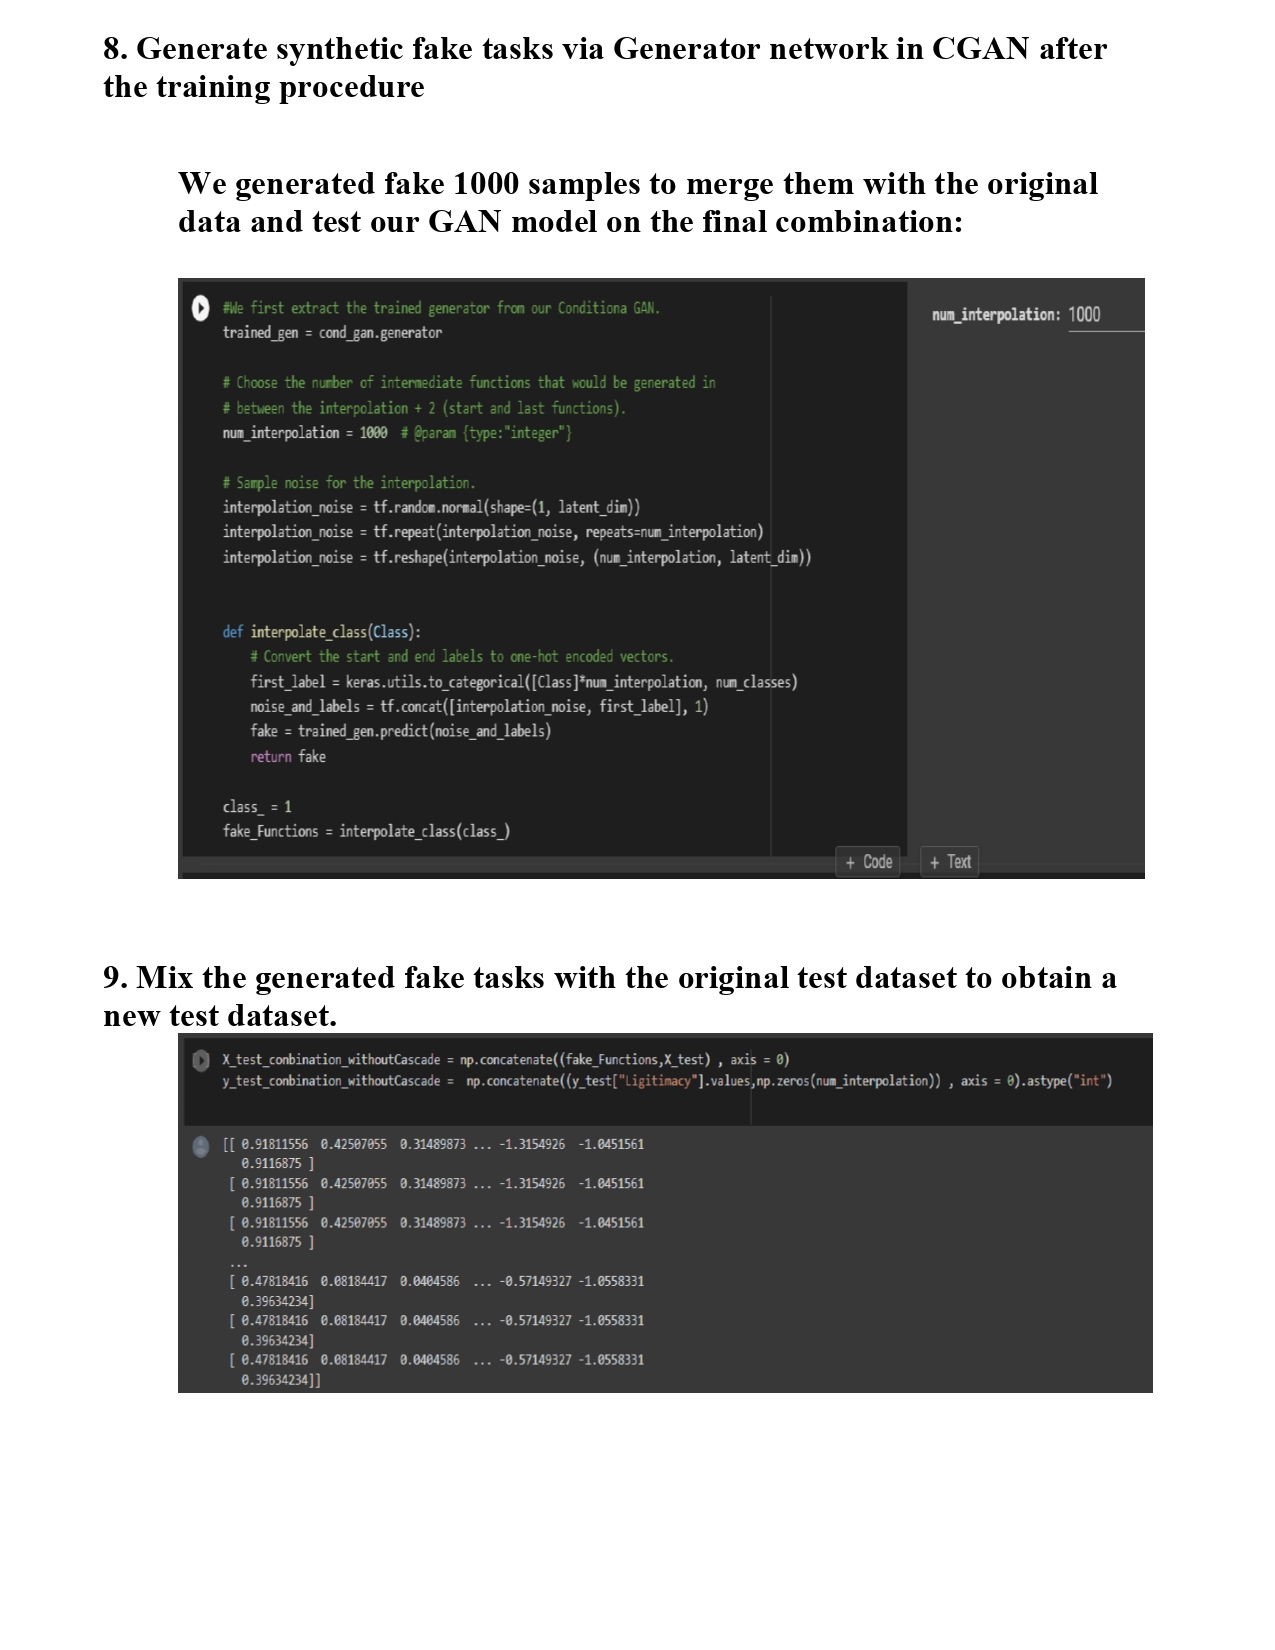 8. Generate synthetic fake tasks via Generator network in CGAN after
the training procedure
We generated fake 1000 samples to merge them with the original
data and test our GAN model on the final combination:
#We first extract the trained generator from our Conditiona GAN.
trained_gen = cond_gan.generator
# Choose the number of intermediate functions that would be generated in
# between the interpolation + 2 (start and last functions).
num_interpolation = 1000  # @param {type:"integer"}
# Sample noise for the interpolation.
interpolation_noise = tf.random.normal(shape=(1, latent_dim))
interpolation_noise = tf.repeat(interpolation_noise, repeats=num_interpolation)
interpolation_noise = tf.reshape(interpolation_noise, (num_interpolation, latent_dim))
def interpolate_class(Class):
    # Convert the start and end labels to one-hot encoded vectors.
    first_label = keras.utils.to_categorical([Class]*num_interpolation, num_classes)
    noise_and_labels = tf.concat([interpolation_noise, first_label], 1)
    fake = trained_gen.predict(noise_and_labels)
    return fake
class_ = 1
fake_Functions = interpolate_class(class_)
num_interpolation: 1000
+ Code + Text
9. Mix the generated fake tasks with the original test dataset to obtain a
new test dataset.
X_test_conbination_withoutCascade = np.concatenate((fake_Functions,X_test) , axis = 0)
y_test_conbination_withoutCascade =  np.concatenate((y_test["Ligitimacy"].values,np.zeros(num_interpolation)) , axis = 0).astype("int")
[[ 0.91811556  0.42507055  0.31489873 ... -1.3154926  -1.0451561
   0.9116875 ]
 [ 0.91811556  0.42507055  0.31489873 ... -1.3154926  -1.0451561
   0.9116875 ]
 [ 0.91811556  0.42507055  0.31489873 ... -1.3154926  -1.0451561
   0.9116875 ]
 ...
 [ 0.47818416  0.08184417  0.0404586  ... -0.57149327 -1.0558331
   0.39634234]
 [ 0.47818416  0.08184417  0.0404586  ... -0.57149327 -1.0558331
   0.39634234]
 [ 0.47818416  0.08184417  0.0404586  ... -0.57149327 -1.0558331
   0.39634234]]